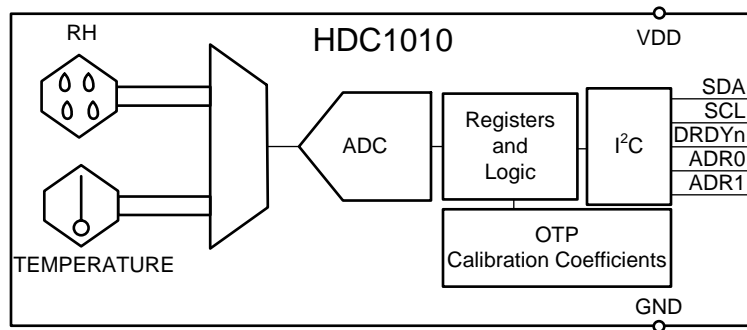 RH
HDC1010
VDD
SDA
SCL
DRDYn
ADR0
ADR1
ADC
Registers
and
Logic
I²C
TEMPERATURE
OTP
Calibration Coefficients
GND